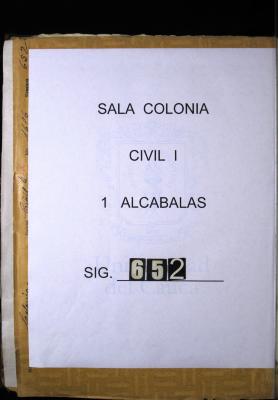 SALA COLONIA
CIVIL I
1 ALCABALAS
SIG. 652